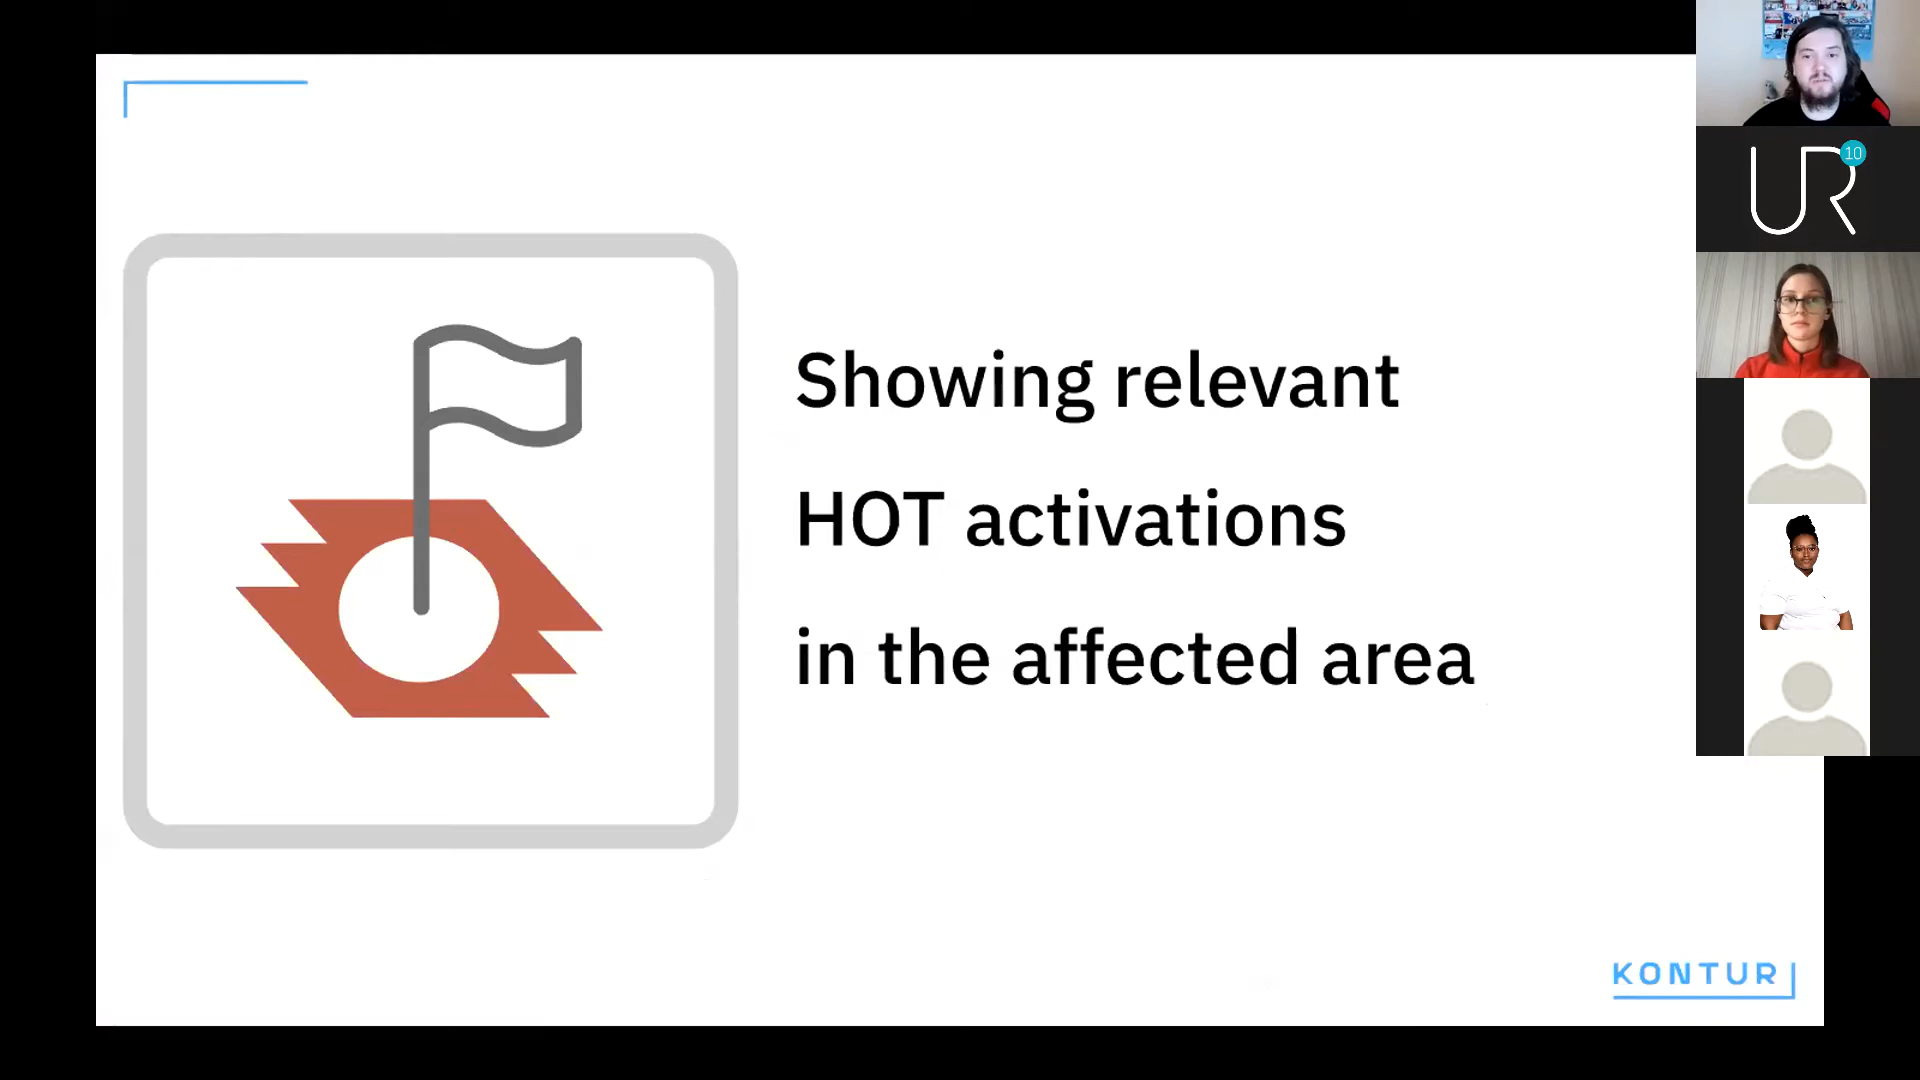 Showing relevant
HOT activations
in the affected area
KONTUR
UR
10